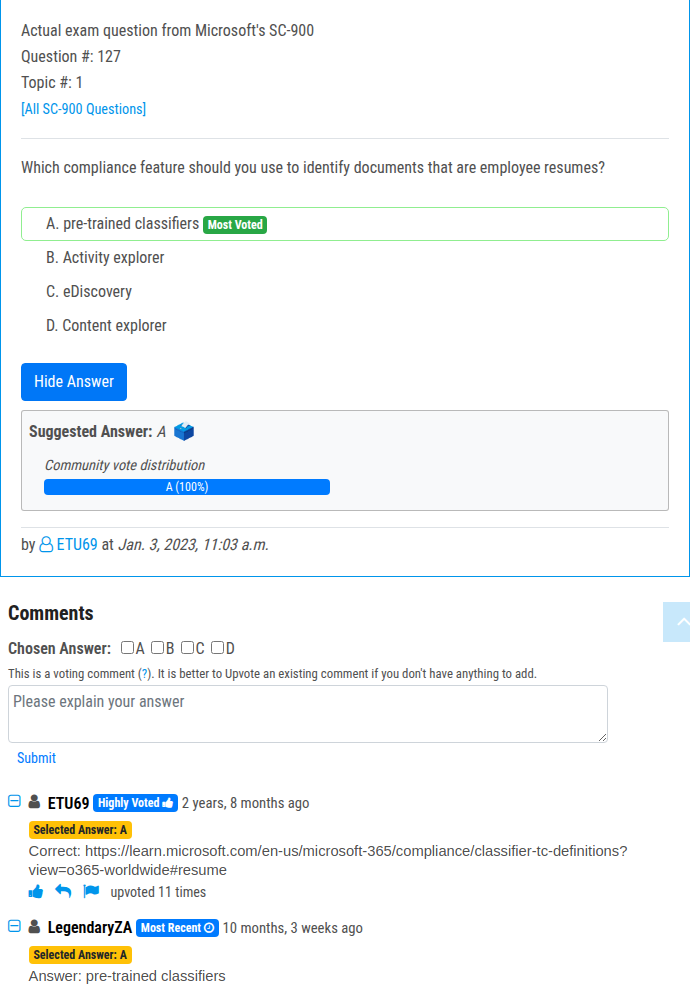 Actual exam question from Microsoft's SC-900
Question #: 127
Topic #: 1
[All SC-900 Questions]
Which compliance feature should you use to identify documents that are employee resumes?
A. pre-trained classifiers Most Voted
B. Activity explorer
C. eDiscovery
D. Content explorer
Hide Answer
Suggested Answer: A
Community vote distribution
A (100%)
by ETU69 at Jan. 3, 2023, 11:03 a.m.
Comments
Chosen Answer: A B C D
This is a voting comment (?). It is better to Upvote an existing comment if you don't have anything to add.
Please explain your answer
Submit
ETU69 Highly Voted 2 years, 8 months ago
Selected Answer: A
Correct: https://learn.microsoft.com/en-us/microsoft-365/compliance/classifier-tc-definitions?
view=o365-worldwide#resume
upvoted 11 times
LegendaryZA Most Recent 10 months, 3 weeks ago
Selected Answer: A
Answer: pre-trained classifiers